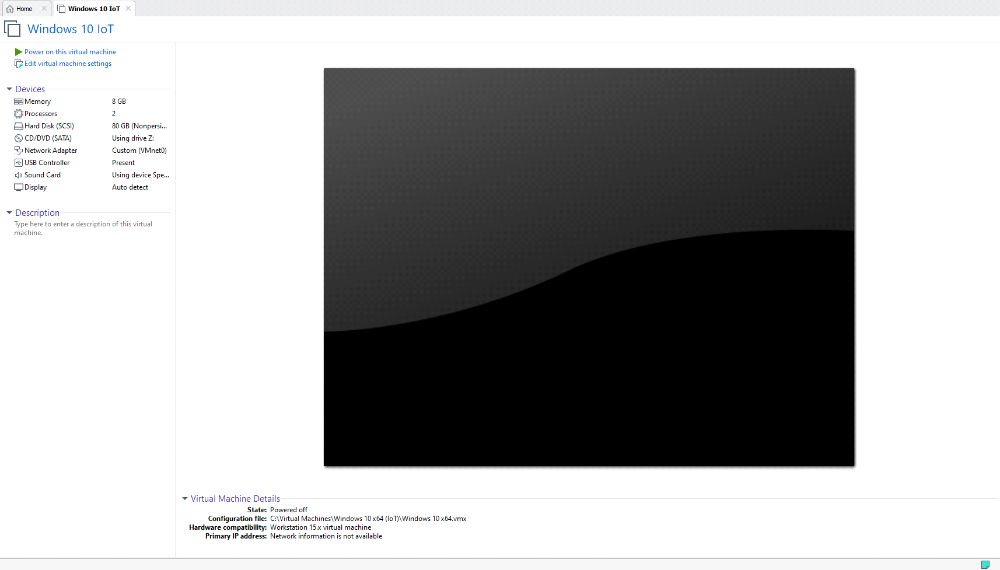 Home
Windows 10 IoT
Windows 10 IoT
Power on this virtual machine
Edit virtual machine settings
Devices
Memory 8 GB
Processors 2
Hard Disk (SCSI) 80 GB (Nonpersi...
CD/DVD (SATA) Using drive Z:
Network Adapter Custom (VMnet0)
USB Controller Present
Sound Card Using device Spe...
Display Auto detect
Description
Type here to enter a description of this virtual
machine.
Virtual Machine Details
State: Powered off
Configuration file: C:\Virtual Machines\Windows 10 x64 (IoT)\Windows 10 x64.vmx
Hardware compatibility: Workstation 15.x virtual machine
Primary IP address: Network information is not available